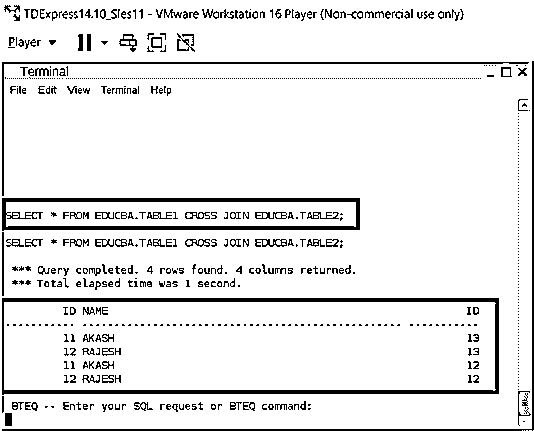 TDExpress14.10_Sles11 - VMware Workstation 16 Player (Non-commercial use only)
Player
Terminal
File Edit View Terminal Help
SELECT * FROM EDUCBA.TABLE1 CROSS JOIN EDUCBA.TABLE2;
SELECT * FROM EDUCBA.TABLE1 CROSS JOIN EDUCBA.TABLE2;
*** Query completed. 4 rows found. 4 columns returned.
*** Total elapsed time was 1 second.
ID NAME ID
----------- -------------------------------------------------- -----------
11 AKASH 13
12 RAJESH 13
11 AKASH 12
12 RAJESH 12
BTEQ -- Enter your SQL request or BTEQ command: